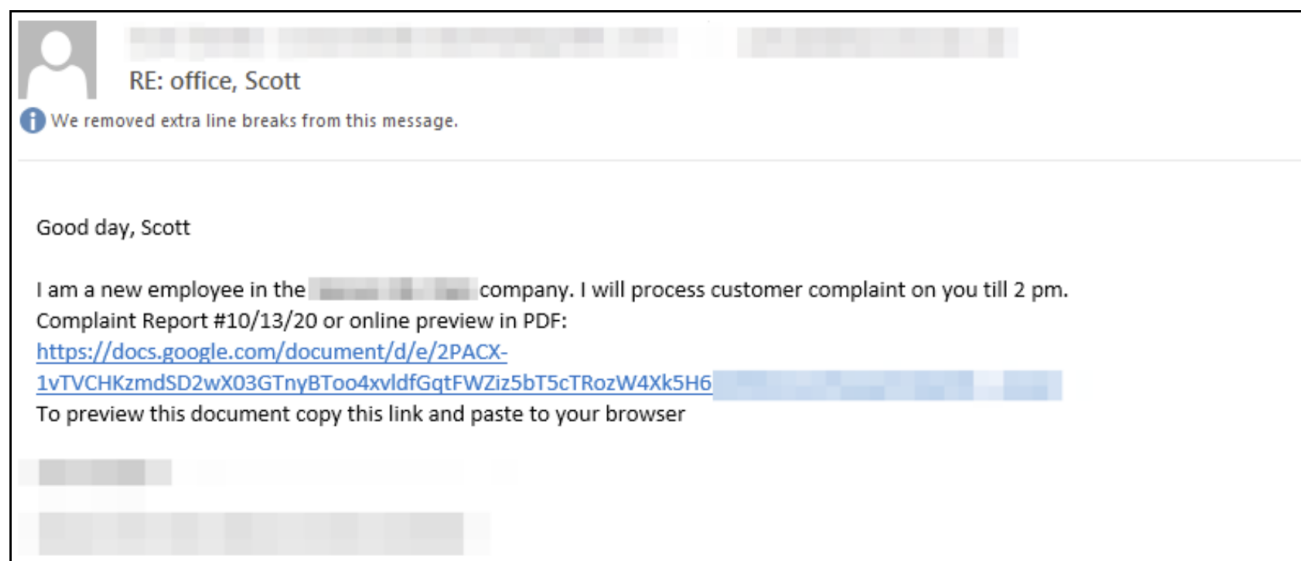 RE: office, Scott
We removed extra line breaks from this message.
Good day, Scott
I am a new employee in the company. I will process customer complaint on you till 2 pm.
Complaint Report #10/13/20 or online preview in PDF:
https://docs.google.com/document/d/e/2PACX-
1vTVCHKzmdSD2wX03GTnyBToo4xvldfGqtFWZiz5bT5cTRozW4Xk5H6
To preview this document copy this link and paste to your browser